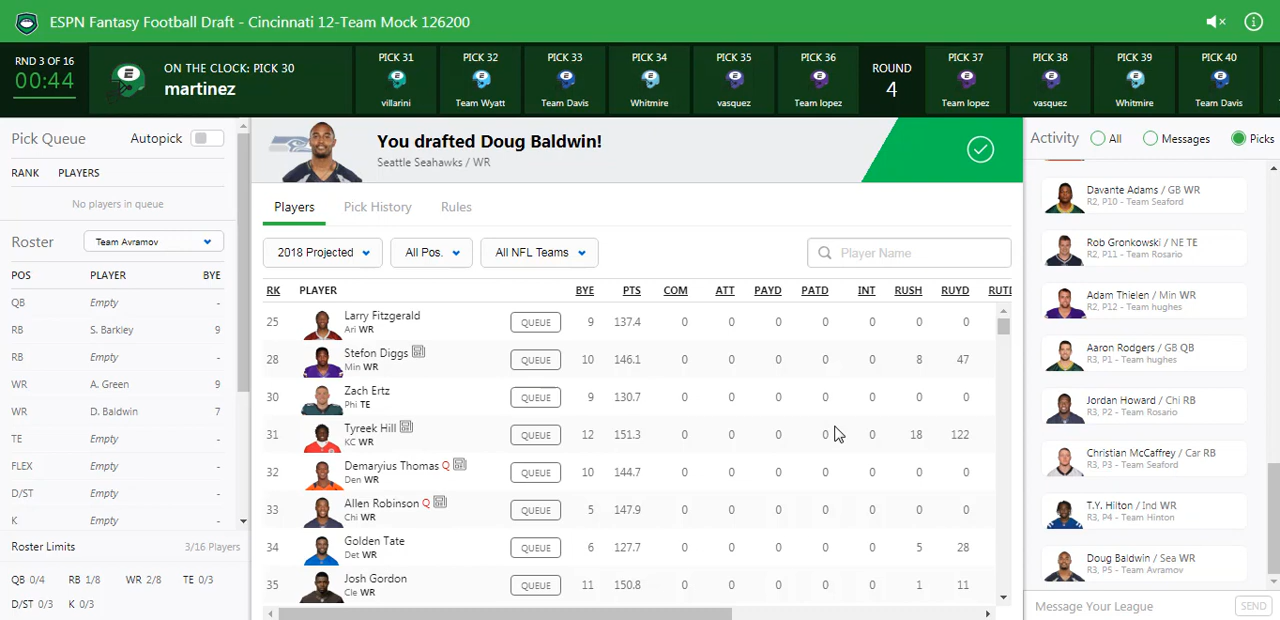 ESPN Fantasy Football Draft - Cincinnati 12-Team Mock 126200
RND 3 OF 16
00:44
ON THE CLOCK: PICK 30
martinez
PICK 31
villarini
PICK 32
Team Wyatt
PICK 33
Team Davis
PICK 34
Whitmire
PICK 35
vasquez
PICK 36
Team lopez
ROUND
4
PICK 37
Team lopez
PICK 38
vasquez
PICK 39
Whitmire
PICK 40
Team Davis
Pick Queue Autopick
RANK PLAYERS
No players in queue
Roster Team Avramov
POS PLAYER BYE
QB Empty -
RB S. Barkley 9
RB Empty -
WR A. Green 9
WR D. Baldwin 7
TE Empty -
FLEX Empty -
D/ST Empty -
K Empty -
Roster Limits 3/16 Players
QB 0/4 RB 1/8 WR 2/8 TE 0/3
D/ST 0/3 K 0/3
You drafted Doug Baldwin!
Seattle Seahawks / WR
Players Pick History Rules
2018 Projected All Pos. All NFL Teams Player Name
RK PLAYER BYE PTS COM ATT PAYD PATD INT RUSH RUYD RUTD
25 Larry Fitzgerald QUEUE 9 137.4 0 0 0 0 0 0 0
Ari WR
28 Stefon Diggs QUEUE 10 146.1 0 0 0 0 0 8 47
Min WR
30 Zach Ertz QUEUE 9 130.7 0 0 0 0 0 0 0
Phi TE
31 Tyreek Hill QUEUE 12 151.3 0 0 0 0 0 18 122
KC WR
32 Demaryius Thomas Q QUEUE 10 144.7 0 0 0 0 0 0 0
Den WR
33 Allen Robinson Q QUEUE 5 147.9 0 0 0 0 0 0 0
Chi WR
34 Golden Tate QUEUE 6 127.7 0 0 0 0 0 5 28
Det WR
35 Josh Gordon QUEUE 11 150.8 0 0 0 0 0 1 11
Cle WR
Activity All Messages Picks
Davante Adams / GB WR
R2, P10 - Team Seaford
Rob Gronkowski / NE TE
R2, P11 - Team Rosario
Adam Thielen / Min WR
R2, P12 - Team hughes
Aaron Rodgers / GB QB
R3, P1 - Team hughes
Jordan Howard / Chi RB
R3, P2 - Team Rosario
Christian McCaffrey / Car RB
R3, P3 - Team Seaford
T.Y. Hilton / Ind WR
R3, P4 - Team Hinton
Doug Baldwin / Sea WR
R3, P5 - Team Avramov
Message Your League SEND